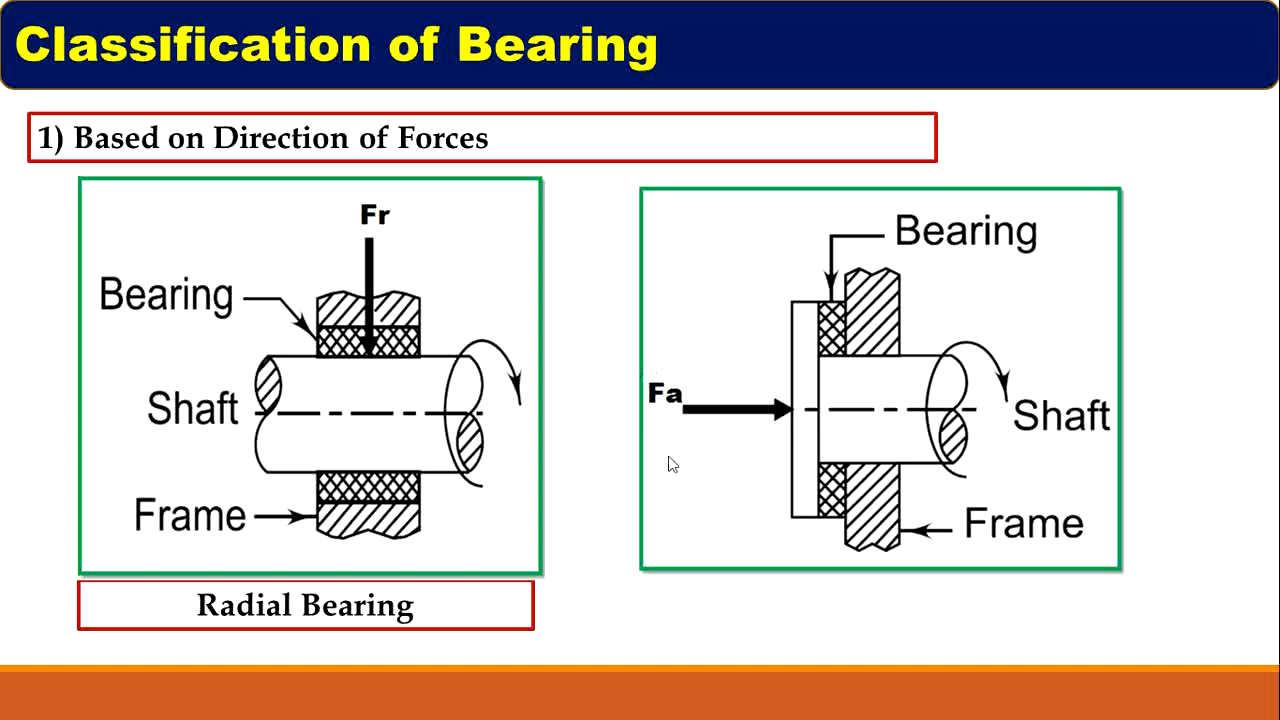 Classification of Bearing
1) Based on Direction of Forces
Fr
Bearing
Shaft
Frame
Radial Bearing
Bearing
Fa
Shaft
Frame